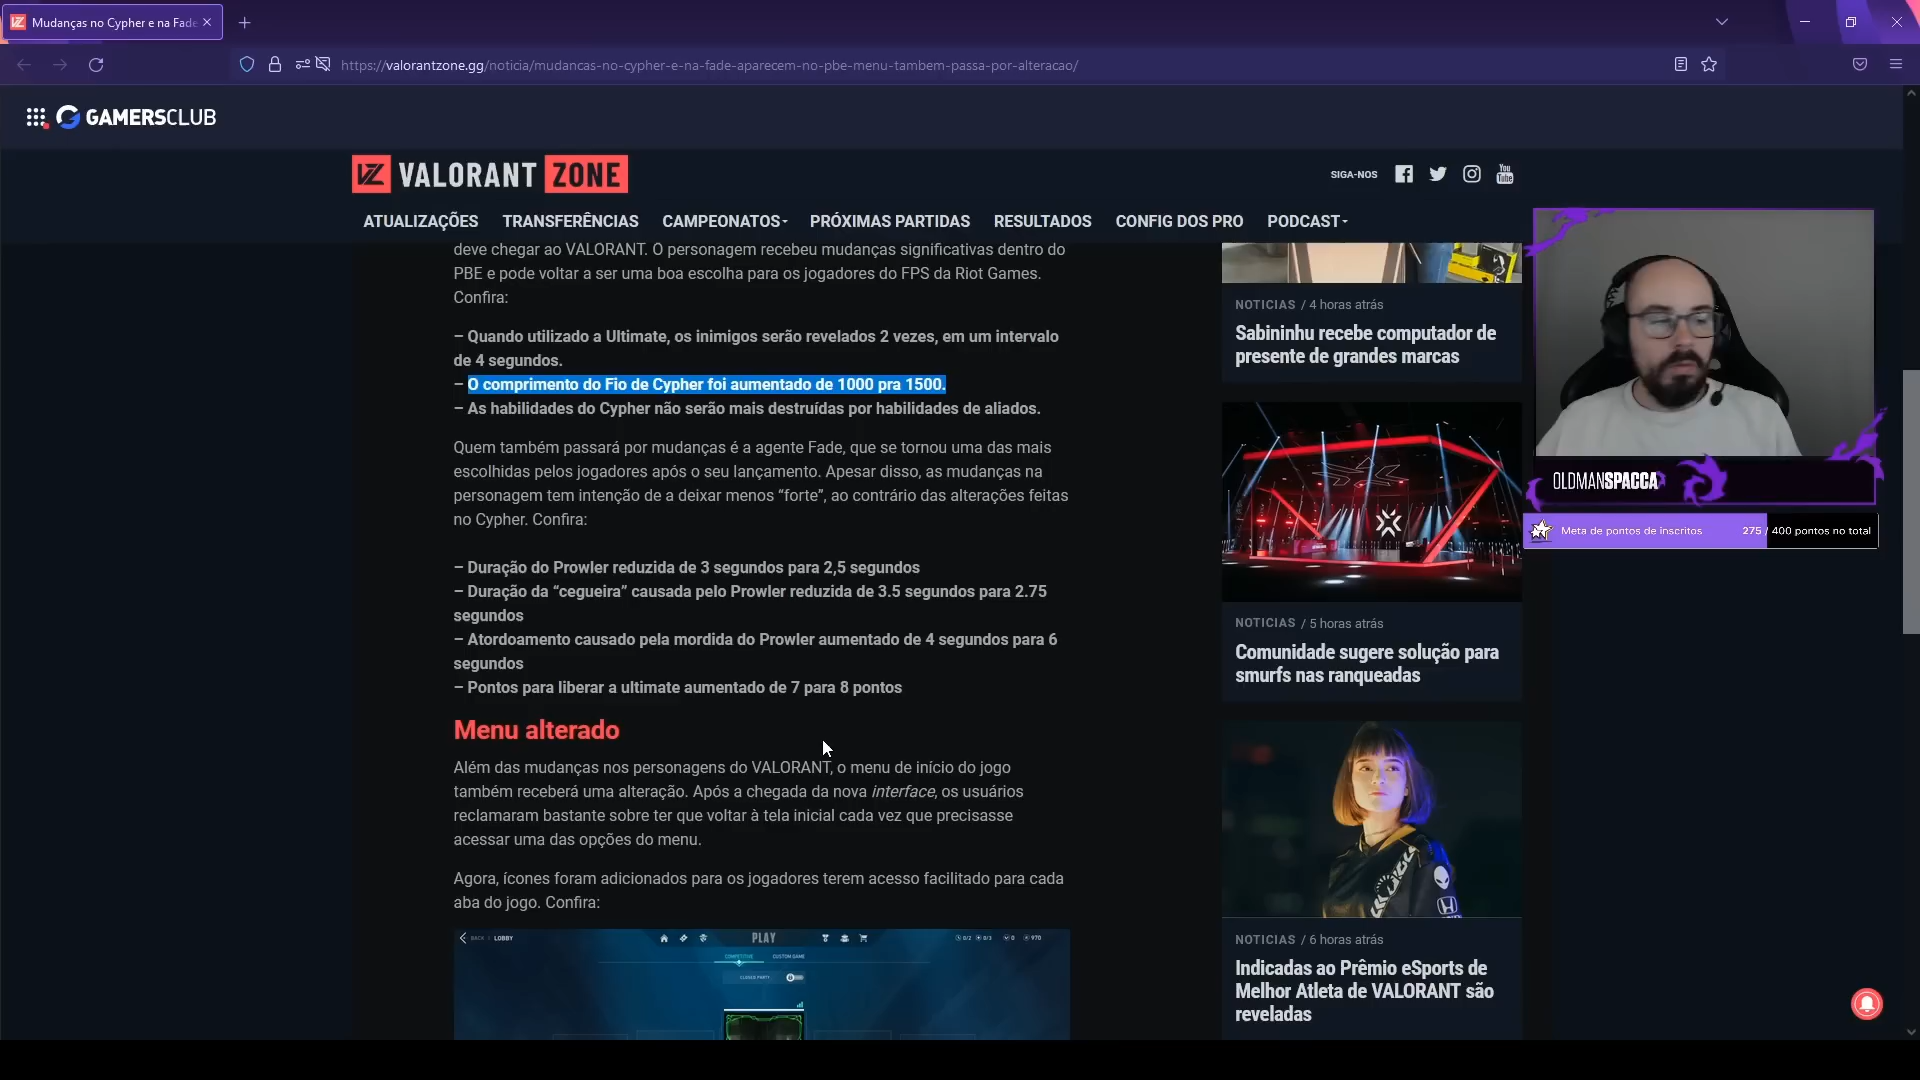 Mudanças no Cypher e na Fade
https://valorantzone.gg/noticia/mudancas-no-cypher-e-na-fade-aparecem-no-pbe-menu-tambem-passa-por-alteracao/
GAMERSCLUB
VALORANT ZONE
SIGA-NOS
You Tube
ATUALIZAÇÕES TRANSFERÊNCIAS CAMPEONATOS PRÓXIMAS PARTIDAS RESULTADOS CONFIG DOS PRO PODCAST
deve chegar ao VALORANT. O personagem recebeu mudanças significativas dentro do
PBE e pode voltar a ser uma boa escolha para os jogadores do FPS da Riot Games.
Confira:
– Quando utilizado a Ultimate, os inimigos serão revelados 2 vezes, em um intervalo
de 4 segundos.
– O comprimento do Fio de Cypher foi aumentado de 1000 pra 1500.
– As habilidades do Cypher não serão mais destruídas por habilidades de aliados.
Quem também passará por mudanças é a agente Fade, que se tornou uma das mais
escolhidas pelos jogadores após o seu lançamento. Apesar disso, as mudanças na
personagem tem intenção de a deixar menos “forte”, ao contrário das alterações feitas
no Cypher. Confira:
– Duração do Prowler reduzida de 3 segundos para 2,5 segundos
– Duração da “cegueira” causada pelo Prowler reduzida de 3.5 segundos para 2.75
segundos
– Atordoamento causado pela mordida do Prowler aumentado de 4 segundos para 6
segundos
– Pontos para liberar a ultimate aumentado de 7 para 8 pontos
Menu alterado
Além das mudanças nos personagens do VALORANT, o menu de início do jogo
também receberá uma alteração. Após a chegada da nova interface, os usuários
reclamaram bastante sobre ter que voltar à tela inicial cada vez que precisasse
acessar uma das opções do menu.
Agora, ícones foram adicionados para os jogadores terem acesso facilitado para cada
aba do jogo. Confira:
BACK / LOBBY
PLAY
0/2 0/3 0 970
COMPETITIVE CUSTOM GAME
CLOSED PARTY
NOTICIAS / 4 horas atrás
Sabininhu recebe computador de
presente de grandes marcas
NOTICIAS / 5 horas atrás
Comunidade sugere solução para
smurfs nas ranqueadas
NOTICIAS / 6 horas atrás
Indicadas ao Prêmio eSports de
Melhor Atleta de VALORANT são
reveladas
OLDMANSPACCA
Meta de pontos de inscritos 275 / 400 pontos no total